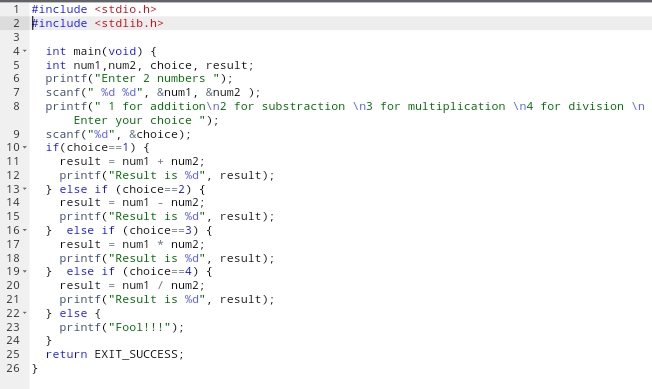 1 #include <stdio.h>
2 #include <stdlib.h>
3
4 int main(void) {
5 int num1,num2, choice, result;
6 printf("Enter 2 numbers ");
7 scanf(" %d %d", &num1, &num2 );
8 printf(" 1 for addition\n2 for substraction \n3 for multiplication \n4 for division \n
Enter your choice ");
9 scanf("%d", &choice);
10 if(choice==1) {
11 result = num1 + num2;
12 printf("Result is %d", result);
13 } else if (choice==2) {
14 result = num1 - num2;
15 printf("Result is %d", result);
16 }  else if (choice==3) {
17 result = num1 * num2;
18 printf("Result is %d", result);
19 }  else if (choice==4) {
20 result = num1 / num2;
21 printf("Result is %d", result);
22 } else {
23 printf("Fool!!!");
24 }
25 return EXIT_SUCCESS;
26 }